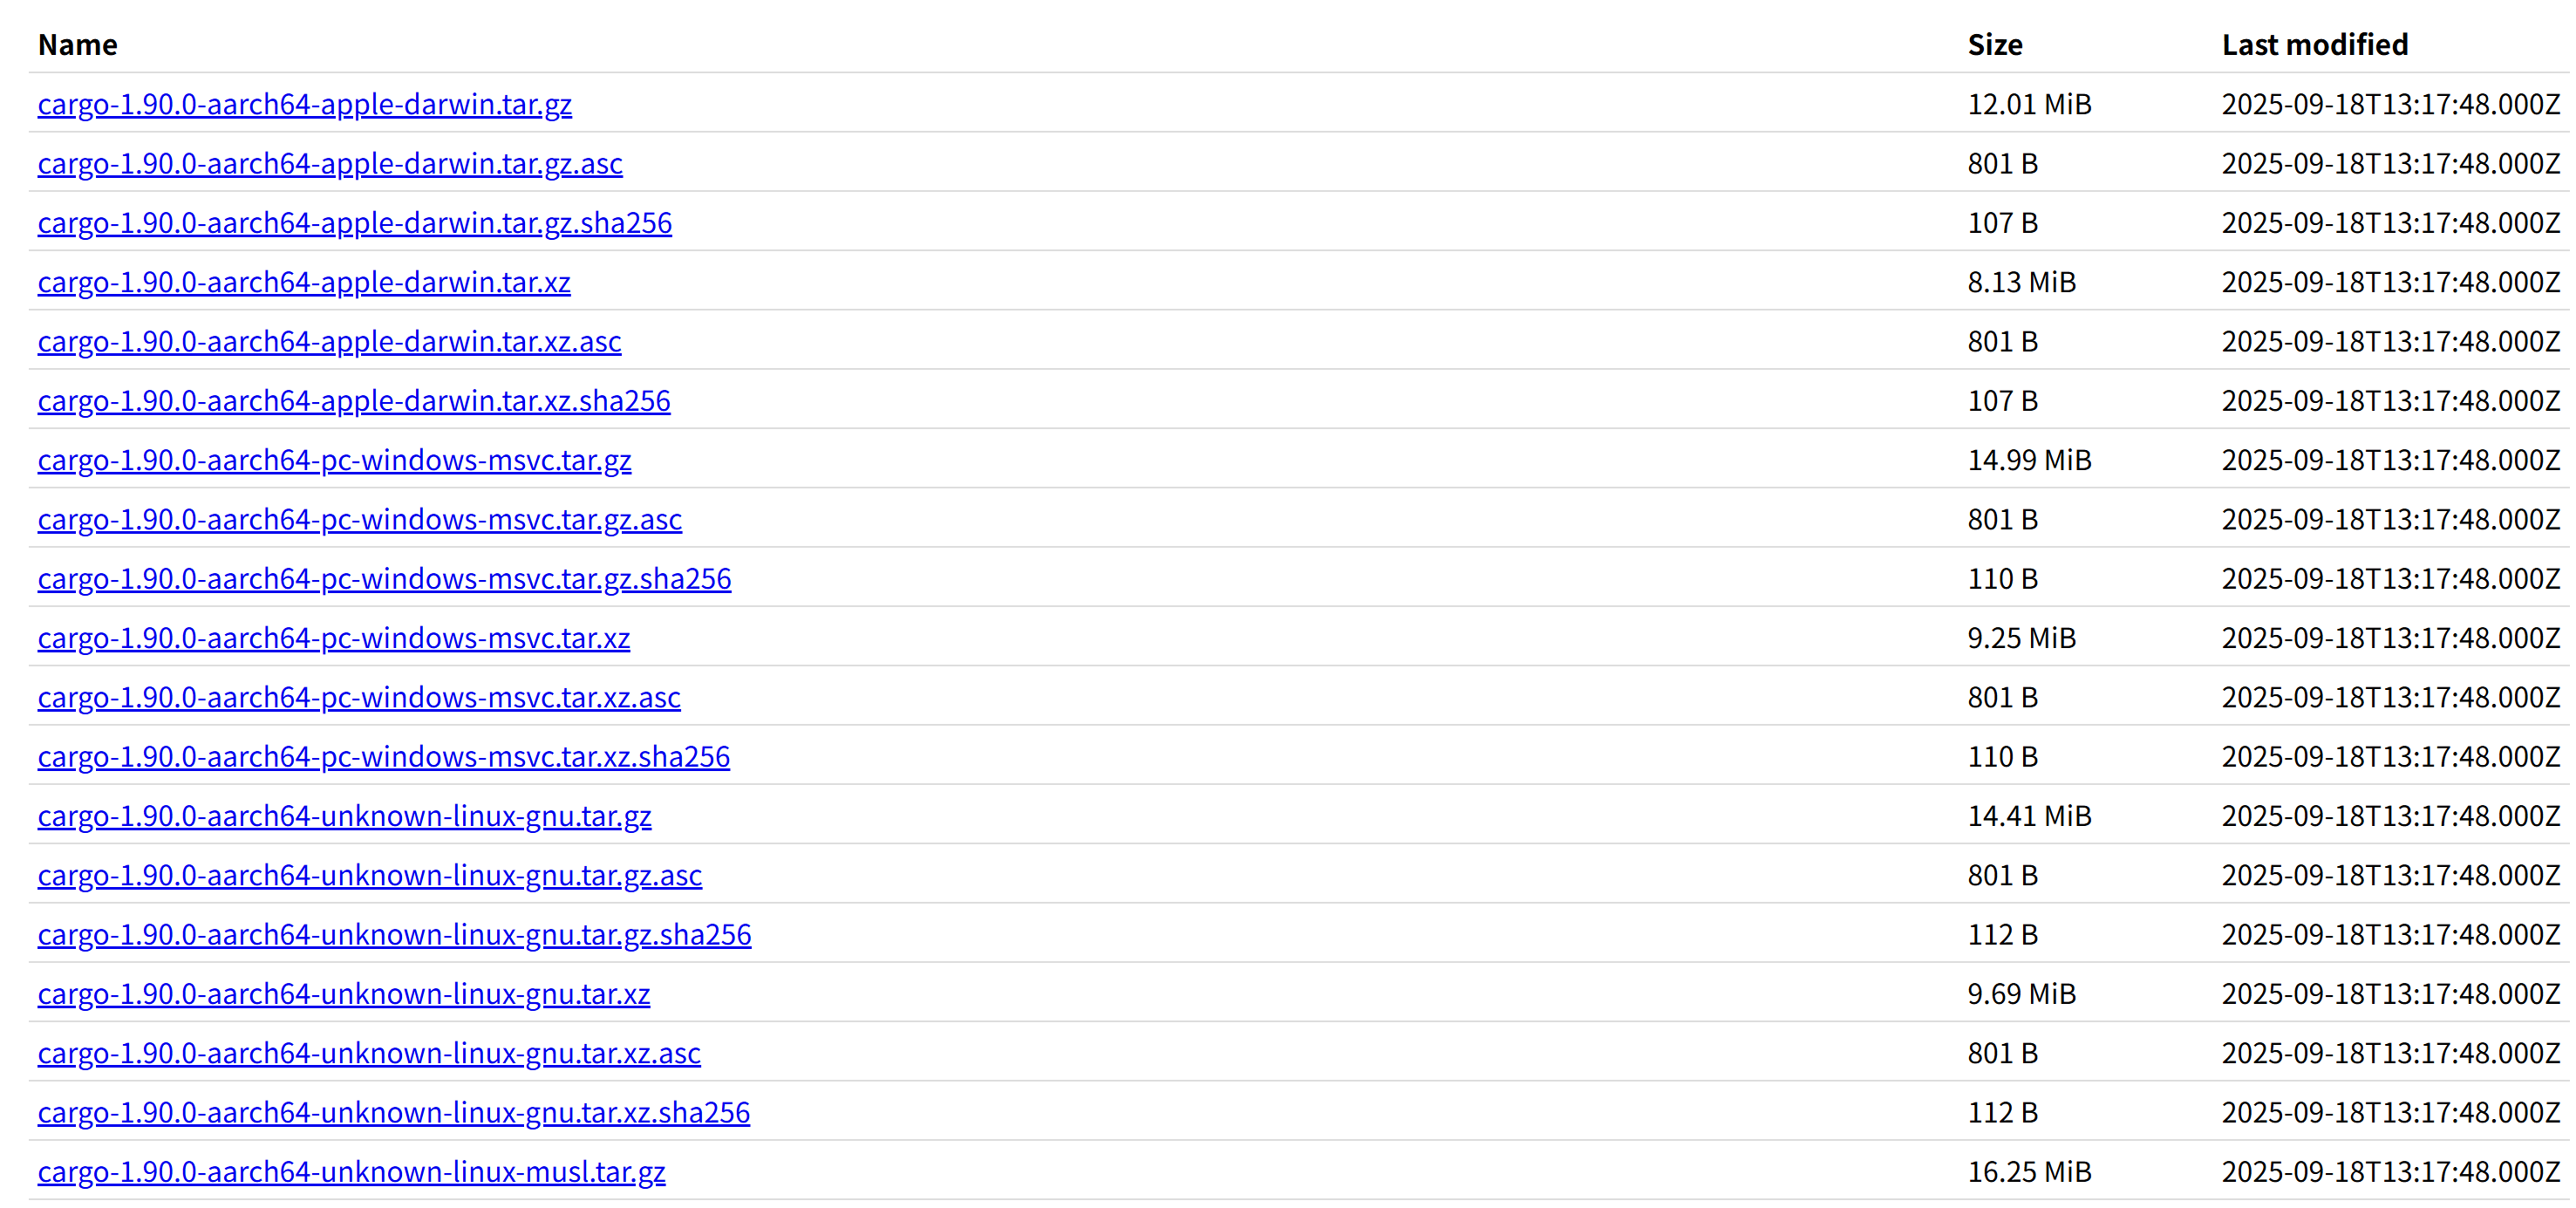 Name Size Last modified
cargo-1.90.0-aarch64-apple-darwin.tar.gz 12.01 MiB 2025-09-18T13:17:48.000Z
cargo-1.90.0-aarch64-apple-darwin.tar.gz.asc 801 B 2025-09-18T13:17:48.000Z
cargo-1.90.0-aarch64-apple-darwin.tar.gz.sha256 107 B 2025-09-18T13:17:48.000Z
cargo-1.90.0-aarch64-apple-darwin.tar.xz 8.13 MiB 2025-09-18T13:17:48.000Z
cargo-1.90.0-aarch64-apple-darwin.tar.xz.asc 801 B 2025-09-18T13:17:48.000Z
cargo-1.90.0-aarch64-apple-darwin.tar.xz.sha256 107 B 2025-09-18T13:17:48.000Z
cargo-1.90.0-aarch64-pc-windows-msvc.tar.gz 14.99 MiB 2025-09-18T13:17:48.000Z
cargo-1.90.0-aarch64-pc-windows-msvc.tar.gz.asc 801 B 2025-09-18T13:17:48.000Z
cargo-1.90.0-aarch64-pc-windows-msvc.tar.gz.sha256 110 B 2025-09-18T13:17:48.000Z
cargo-1.90.0-aarch64-pc-windows-msvc.tar.xz 9.25 MiB 2025-09-18T13:17:48.000Z
cargo-1.90.0-aarch64-pc-windows-msvc.tar.xz.asc 801 B 2025-09-18T13:17:48.000Z
cargo-1.90.0-aarch64-pc-windows-msvc.tar.xz.sha256 110 B 2025-09-18T13:17:48.000Z
cargo-1.90.0-aarch64-unknown-linux-gnu.tar.gz 14.41 MiB 2025-09-18T13:17:48.000Z
cargo-1.90.0-aarch64-unknown-linux-gnu.tar.gz.asc 801 B 2025-09-18T13:17:48.000Z
cargo-1.90.0-aarch64-unknown-linux-gnu.tar.gz.sha256 112 B 2025-09-18T13:17:48.000Z
cargo-1.90.0-aarch64-unknown-linux-gnu.tar.xz 9.69 MiB 2025-09-18T13:17:48.000Z
cargo-1.90.0-aarch64-unknown-linux-gnu.tar.xz.asc 801 B 2025-09-18T13:17:48.000Z
cargo-1.90.0-aarch64-unknown-linux-gnu.tar.xz.sha256 112 B 2025-09-18T13:17:48.000Z
cargo-1.90.0-aarch64-unknown-linux-musl.tar.gz 16.25 MiB 2025-09-18T13:17:48.000Z